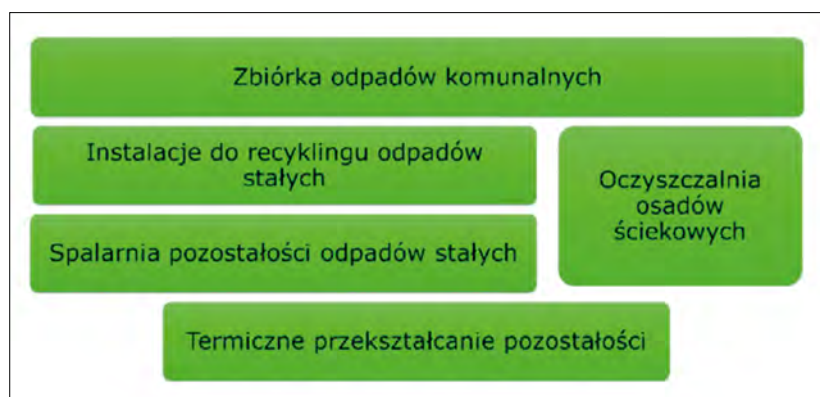 Zbiórka odpadów komunalnych
Instalacje do recyklingu odpadów
stałych
Spalarnia pozostałości odpadów stałych
Oczyszczalnia
osadów
ściekowych
Termiczne przekształcanie pozostałości